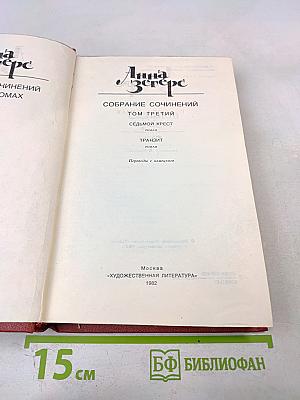 Анна
Зегерс
СОБРАНИЕ СОЧИНЕНИЙ
ТОМ ТРЕТИЙ
СЕДЬМОЙ КРЕСТ
роман
ТРАНЗИТ
роман
Переводы с немецкого
Москва
«ХУДОЖЕСТВЕННАЯ ЛИТЕРАТУРА»
1982
15 см
БФ БИБЛИОФАН